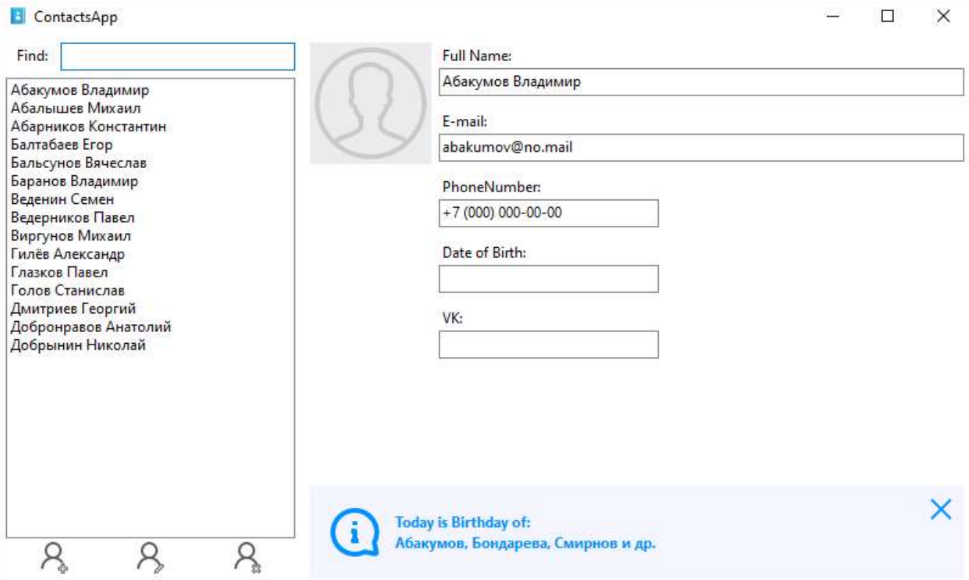 ContactsApp
Find:
Абакумов Владимир
Абалышев Михаил
Абарников Константин
Балтабаев Егор
Бальсунов Вячеслав
Баранов Владимир
Веденин Семен
Ведерников Павел
Виргунов Михаил
Гилёв Александр
Глазков Павел
Голов Станислав
Дмитриев Георгий
Добронравов Анатолий
Добрынин Николай
Full Name:
Абакумов Владимир
E-mail:
abakumov@no.mail
PhoneNumber:
+7 (000) 000-00-00
Date of Birth:
VK:
Today is Birthday of:
Абакумов, Бондарева, Смирнов и др.